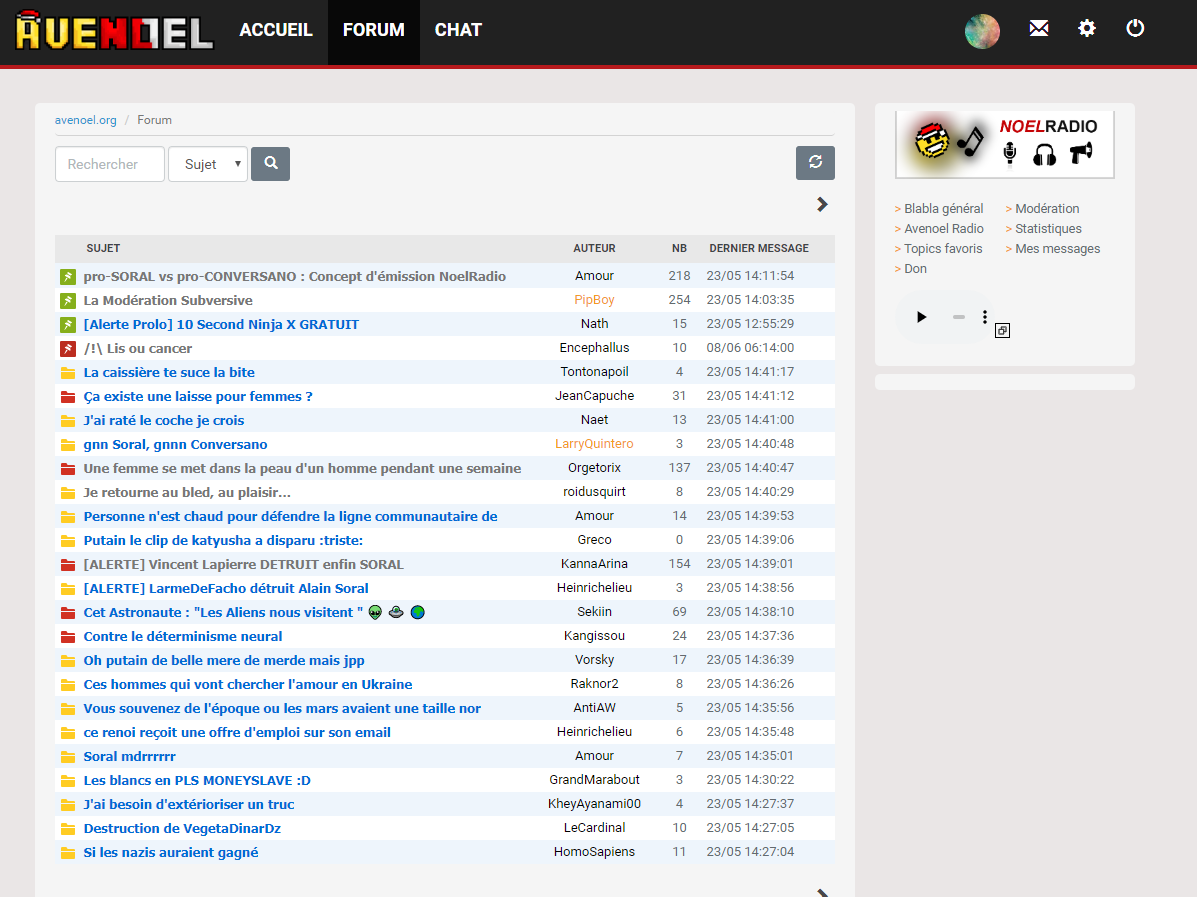 AVENOEL ACCUEIL FORUM CHAT
avenoel.org / Forum
Rechercher Sujet
SUJET AUTEUR NB DERNIER MESSAGE
pro-SORAL vs pro-CONVERSANO : Concept d'émission NoelRadio Amour 218 23/05 14:11:54
La Modération Subversive PipBoy 254 23/05 14:03:35
[Alerte Prolo] 10 Second Ninja X GRATUIT Nath 15 23/05 12:55:29
/!\ Lis ou cancer Encephallus 10 08/06 06:14:00
La caissière te suce la bite Tontonapoil 4 23/05 14:41:17
Ça existe une laisse pour femmes ? JeanCapuche 31 23/05 14:41:12
J'ai raté le coche je crois Naet 13 23/05 14:41:00
gnn Soral, gnnn Conversano LarryQuintero 3 23/05 14:40:48
Une femme se met dans la peau d'un homme pendant une semaine Orgetorix 137 23/05 14:40:47
Je retourne au bled, au plaisir... roidusquirt 8 23/05 14:40:29
Personne n'est chaud pour défendre la ligne communautaire de Amour 14 23/05 14:39:53
Putain le clip de katyusha a disparu :triste: Greco 0 23/05 14:39:06
[ALERTE] Vincent Lapierre DETRUIT enfin SORAL KannaArina 154 23/05 14:39:01
[ALERTE] LarmeDeFacho détruit Alain Soral Heinrichelieu 3 23/05 14:38:56
Cet Astronaute : "Les Aliens nous visitent " 👽 🛸 🌍 Sekiin 69 23/05 14:38:10
Contre le déterminisme neural Kangissou 24 23/05 14:37:36
Oh putain de belle mere de merde mais jpp Vorsky 17 23/05 14:36:39
Ces hommes qui vont chercher l'amour en Ukraine Raknor2 8 23/05 14:36:26
Vous souvenez de l'époque ou les mars avaient une taille nor AntiAW 5 23/05 14:35:56
ce renoi reçoit une offre d'emploi sur son email Heinrichelieu 6 23/05 14:35:48
Soral mdrrrrrr Amour 7 23/05 14:35:01
Les blancs en PLS MONEYSLAVE :D GrandMarabout 3 23/05 14:30:22
J'ai besoin d'extérioriser un truc KheyAyanami00 4 23/05 14:27:37
Destruction de VegetaDinarDz LeCardinal 10 23/05 14:27:05
Si les nazis auraient gagné HomoSapiens 11 23/05 14:27:04
NOELRADIO
> Blabla général > Modération
> Avenoel Radio > Statistiques
> Topics favoris > Mes messages
> Don